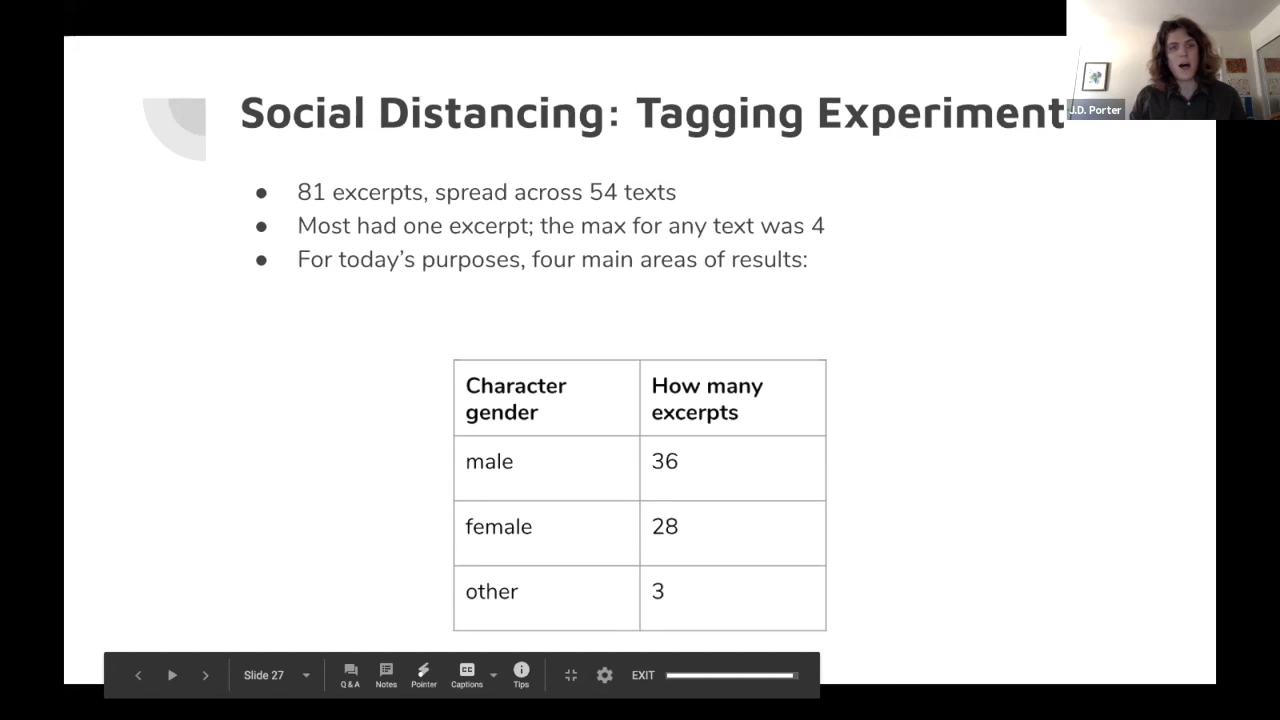 Social Distancing: Tagging Experiment
J.D. Porter
● 81 excerpts, spread across 54 texts
● Most had one excerpt; the max for any text was 4
● For today’s purposes, four main areas of results:
Character gender | How many excerpts
male | 36
female | 28
other | 3
Slide 27
Q & A
Notes
Pointer
CC
Captions
Tips
EXIT